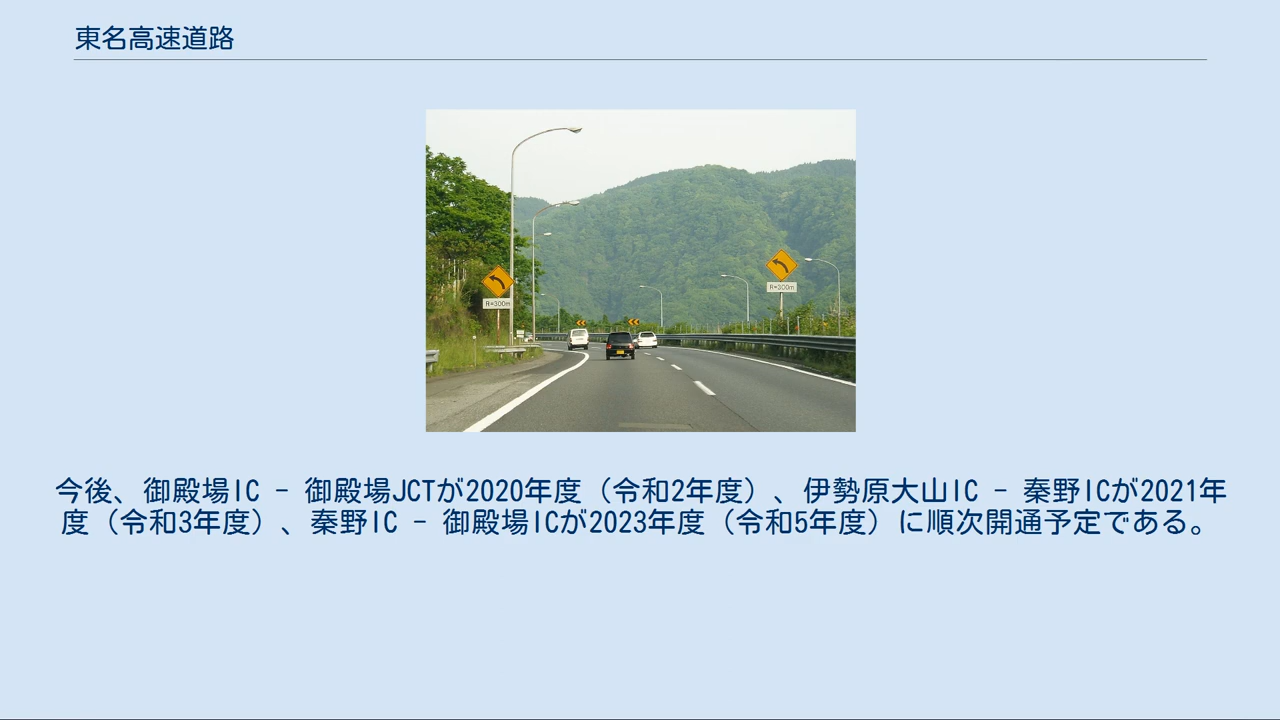 東名高速道路
R=300m
R=300m
今後、御殿場IC - 御殿場JCTが2020年度（令和2年度）、伊勢原大山IC - 秦野ICが2021年
度（令和3年度）、秦野IC - 御殿場ICが2023年度（令和5年度）に順次開通予定である。